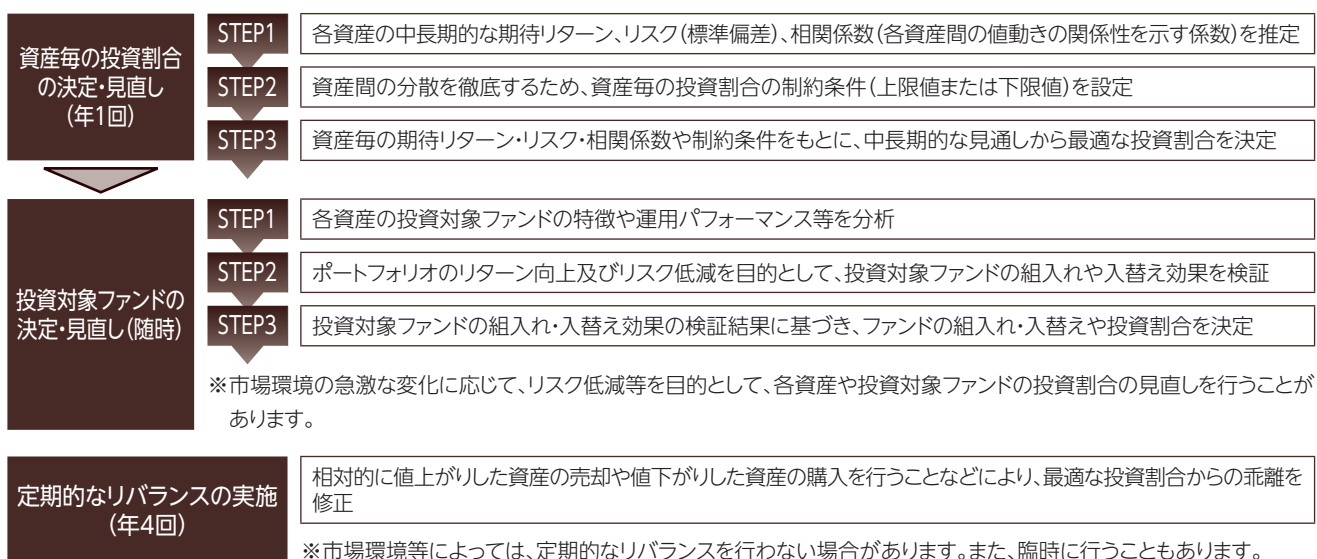 資産毎の投資割合
の決定・見直し
(年1回)
STEP1
各資産の中長期的な期待リターン、リスク(標準偏差)、相関係数(各資産間の値動きの関係性を示す係数)を推定
STEP2
資産間の分散を徹底するため、資産毎の投資割合の制約条件(上限値または下限値)を設定
STEP3
資産毎の期待リターン・リスク・相関係数や制約条件をもとに、中長期的な見通しから最適な投資割合を決定
投資対象ファンドの
決定・見直し(随時)
STEP1
各資産の投資対象ファンドの特徴や運用パフォーマンス等を分析
STEP2
ポートフォリオのリターン向上及びリスク低減を目的として、投資対象ファンドの組入れや入替え効果を検証
STEP3
投資対象ファンドの組入れ・入替え効果の検証結果に基づき、ファンドの組入れ・入替えや投資割合を決定
※市場環境の急激な変化に応じて、リスク低減等を目的として、各資産や投資対象ファンドの投資割合の見直しを行うことが
あります。
定期的なリバランスの実施
(年4回)
相対的に値上がりした資産の売却や値下がりした資産の購入を行うことなどにより、最適な投資割合からの乖離を
修正
※市場環境等によっては、定期的なリバランスを行わない場合があります。また、臨時に行うこともあります。